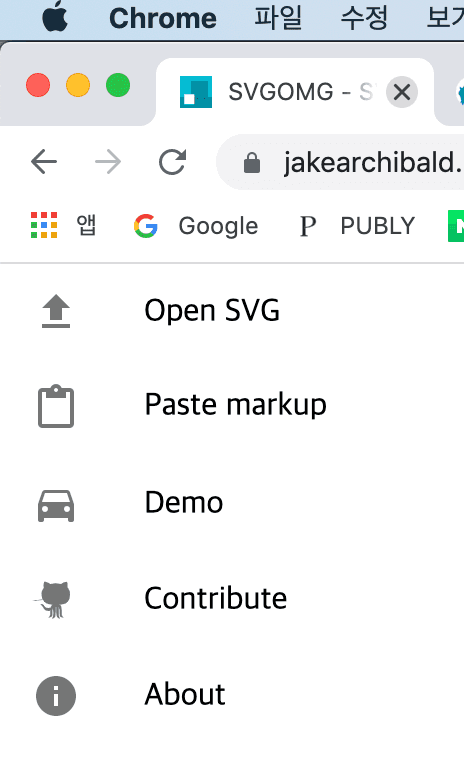 Chrome 파일 수정 보기
SVGOMG - S
jakearchibald.
앱 Google P PUBLY N
Open SVG
Paste markup
Demo
Contribute
About